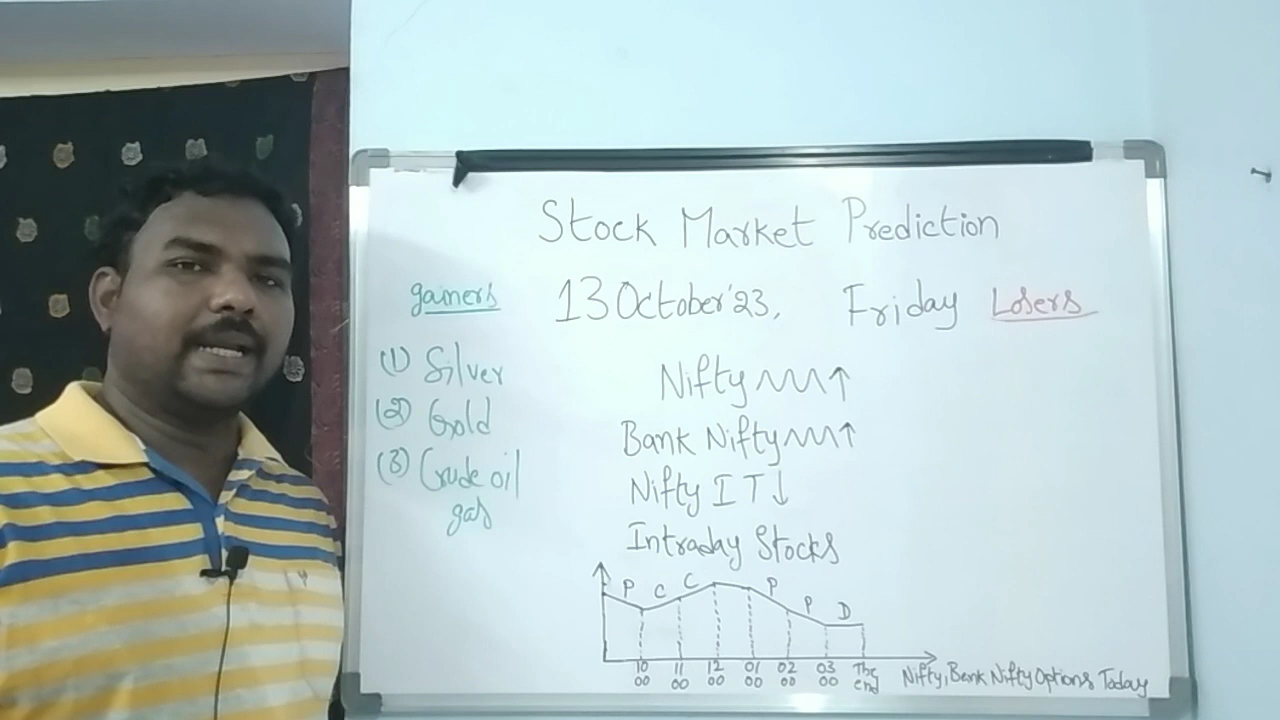 Stock Market Prediction
13 October'23, Friday
gainers
(1) Silver
(2) Gold
(3) Crude oil
gas
Losers
Nifty ↑
Bank Nifty ↑
Nifty IT ↓
Intraday Stocks
P C C P P D
10 11 12 01 02 03 The
00 00 00 00 00 00 end
Nifty, Bank Nifty Options Today